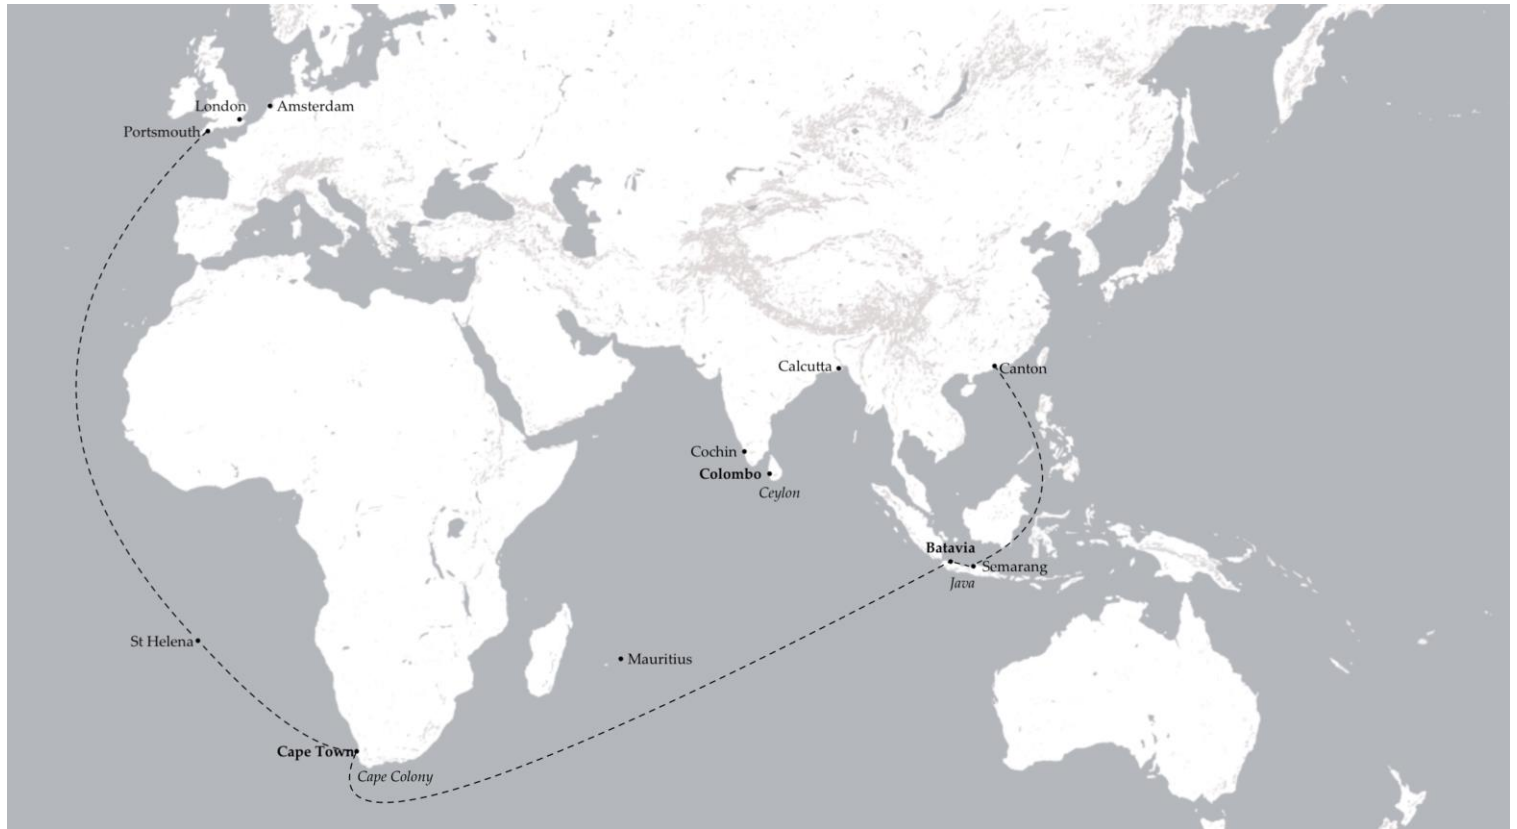 London
Amsterdam
Portsmouth
Calcutta
Canton
Cochin
Colombo
Ceylon
Batavia
Semarang
Java
St Helena
Mauritius
Cape Town
Cape Colony